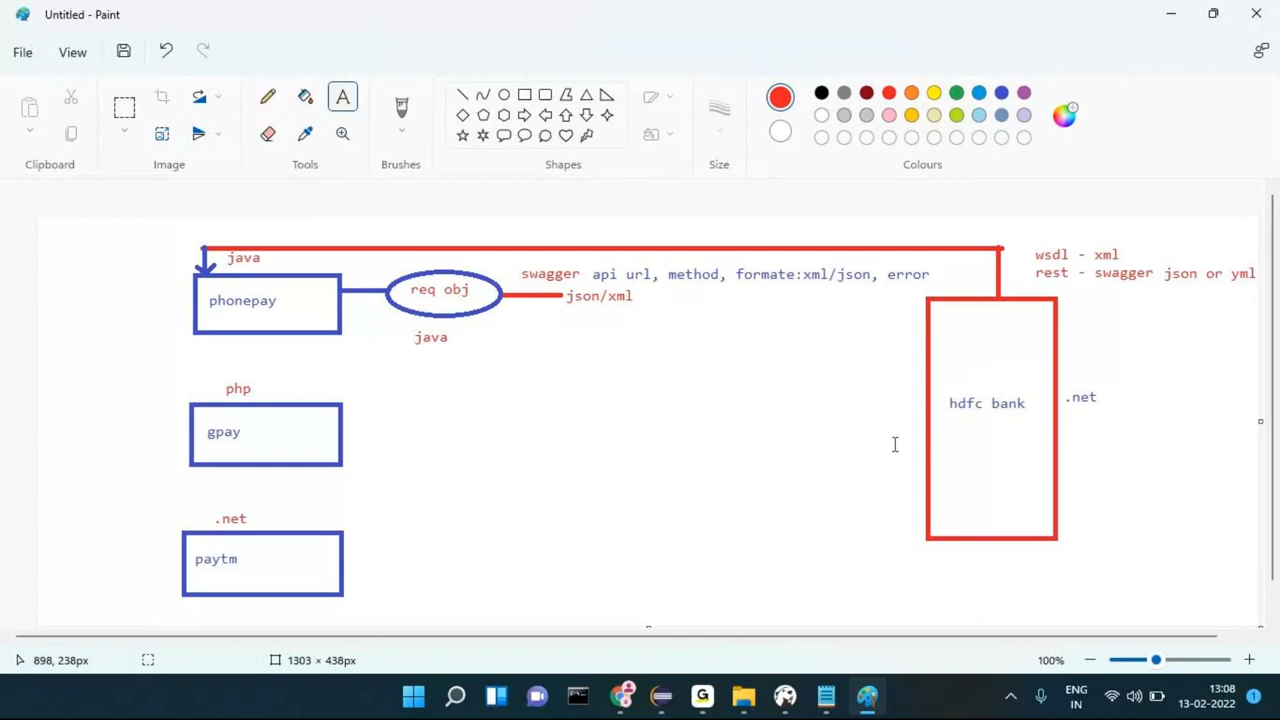 Untitled - Paint
File
View
Clipboard
Image
Tools
Brushes
Shapes
Size
Colours
java
phonepay
req obj
java
swagger api url, method, formate:xml/json, error
json/xml
wsdl - xml
rest - swagger json or yml
php
gpay
hdfc bank
.net
.net
paytm
898, 238px
1303 × 438px
100%
ENG
IN
13:08
13-02-2022
1